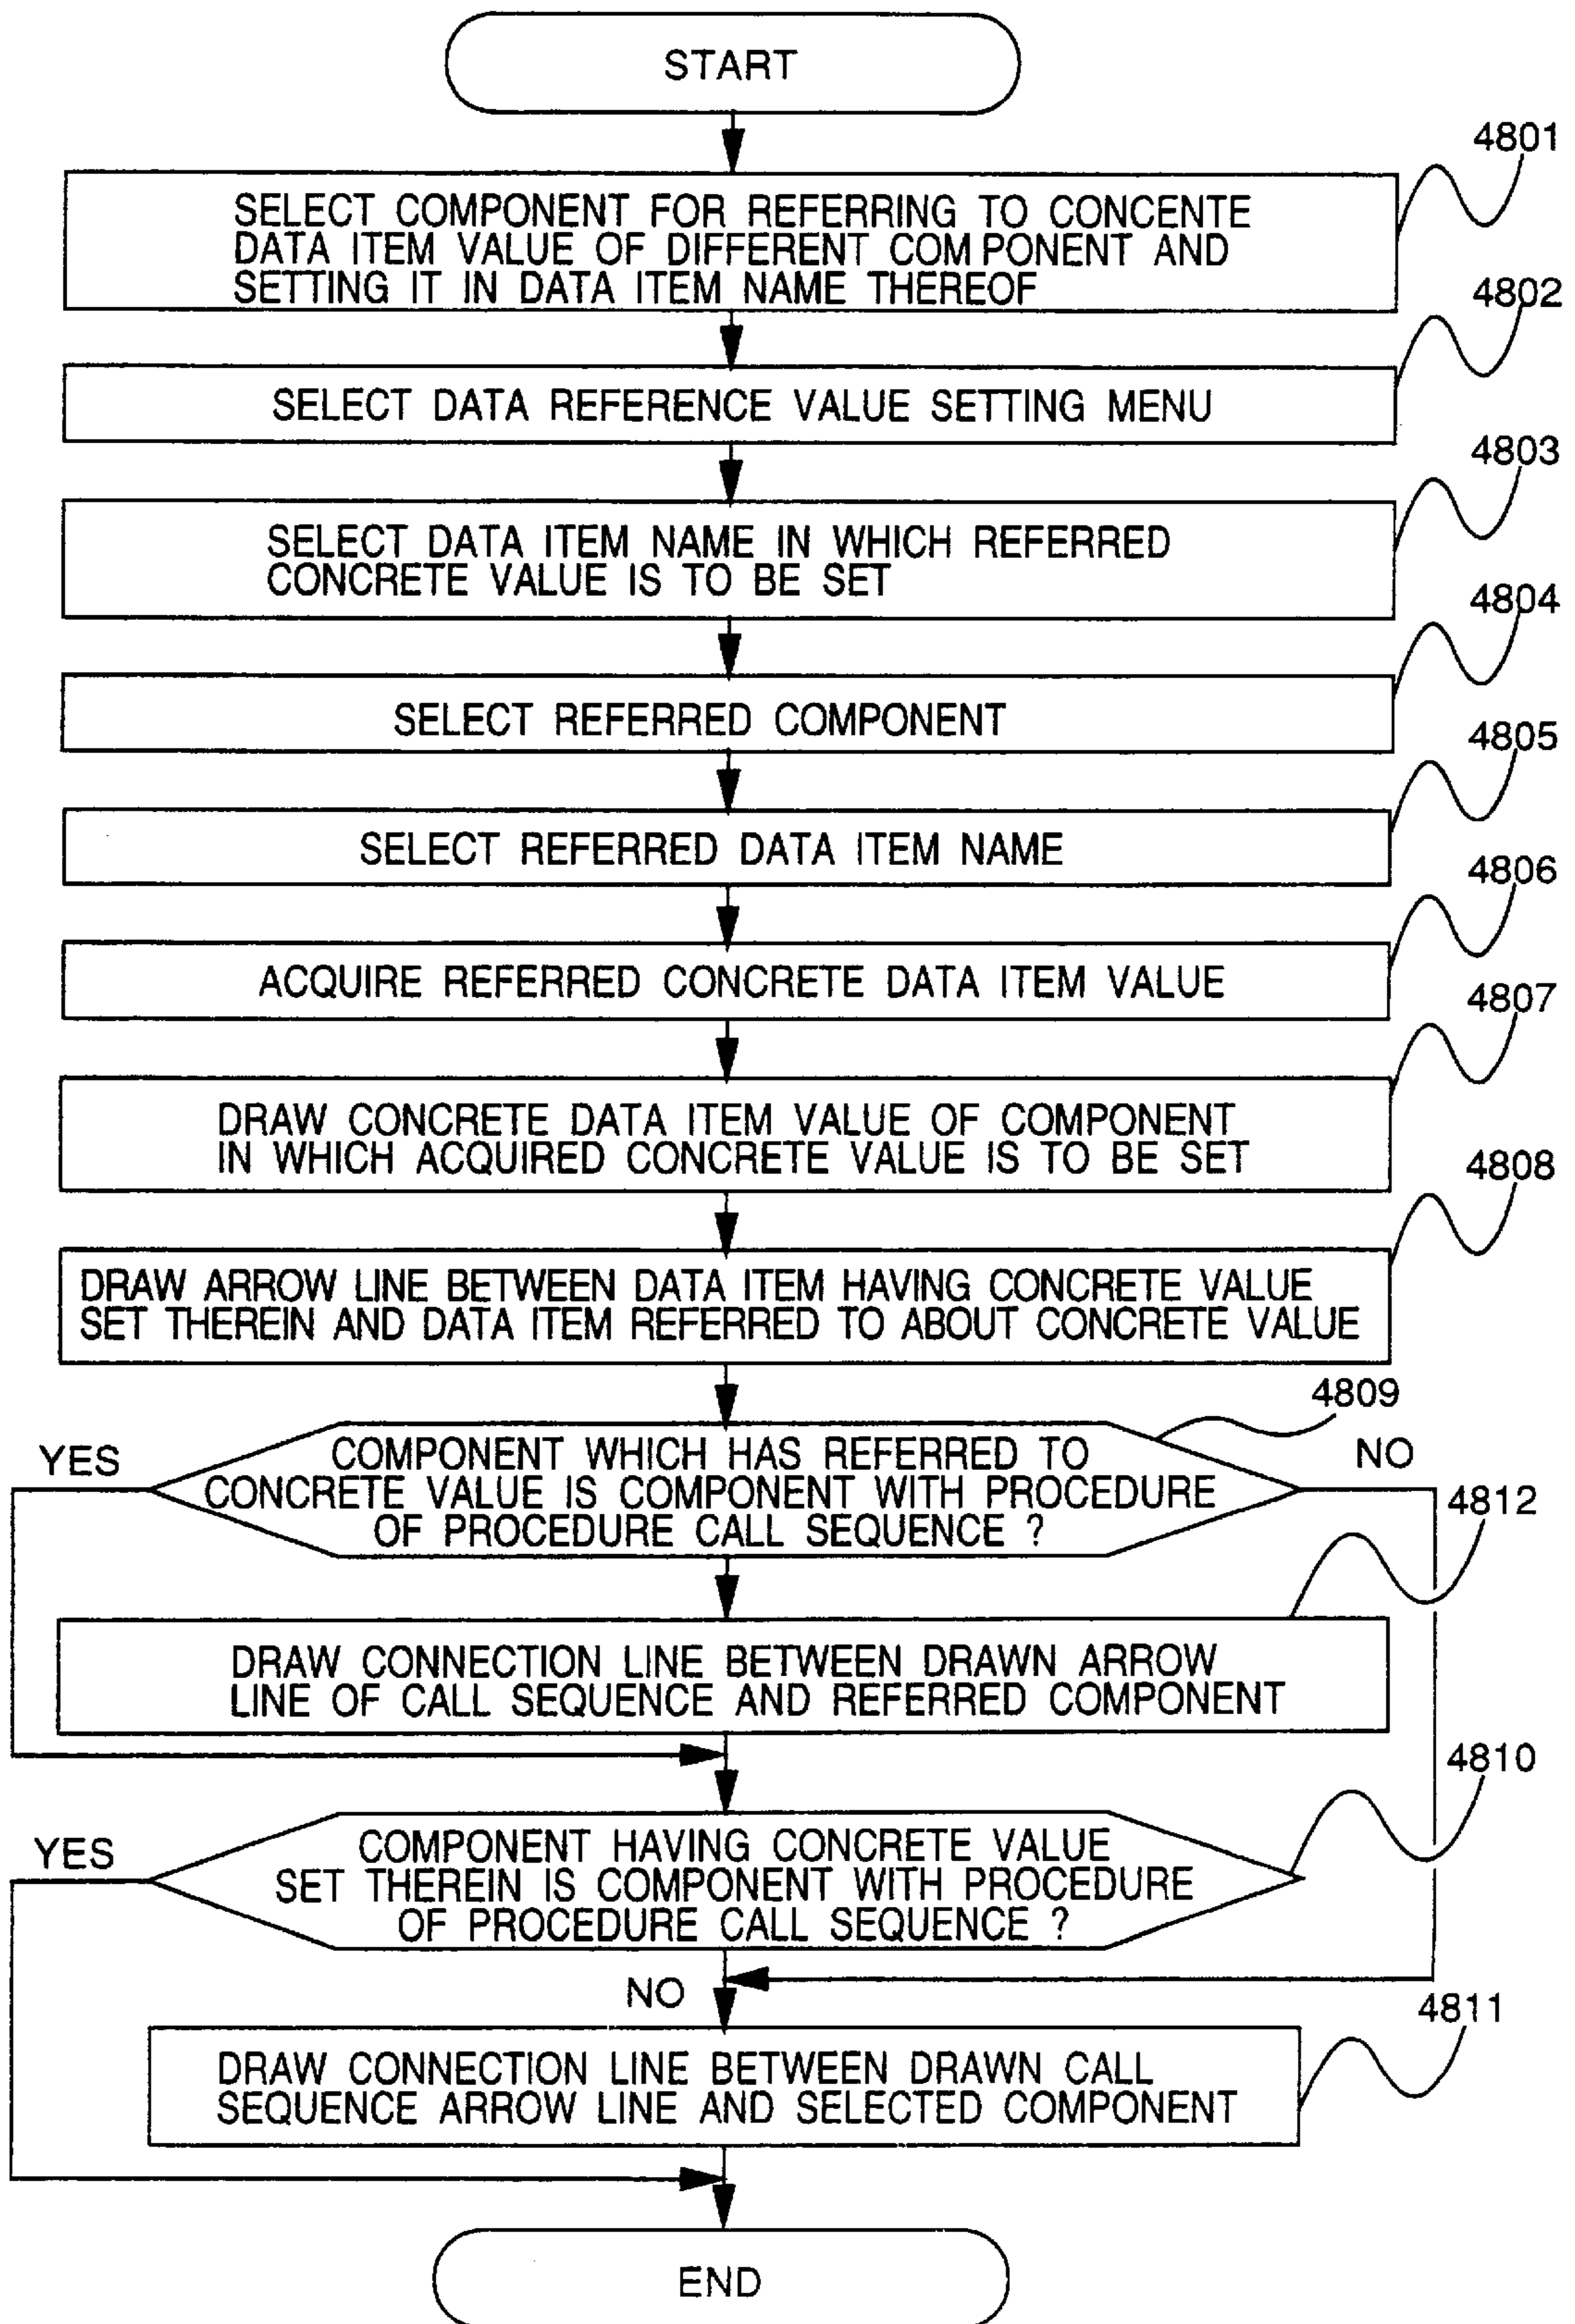 START
4801
SELECT COMPONENT FOR REFERRING TO CONCENTE
DATA ITEM VALUE OF DIFFERENT COMPONENT AND
SETTING IT IN DATA ITEM NAME THEREOF
4802
SELECT DATA REFERENCE VALUE SETTING MENU
4803
SELECT DATA ITEM NAME IN WHICH REFERRED
CONCRETE VALUE IS TO BE SET
4804
SELECT REFERRED COMPONENT
4805
SELECT REFERRED DATA ITEM NAME
4806
ACQUIRE REFERRED CONCRETE DATA ITEM VALUE
4807
DRAW CONCRETE DATA ITEM VALUE OF COMPONENT
IN WHICH ACQUIRED CONCRETE VALUE IS TO BE SET
4808
DRAW ARROW LINE BETWEEN DATA ITEM HAVING CONCRETE VALUE
SET THEREIN AND DATA ITEM REFERRED TO ABOUT CONCRETE VALUE
4809
YES
COMPONENT WHICH HAS REFERRED TO
CONCRETE VALUE IS COMPONENT WITH PROCEDURE
OF PROCEDURE CALL SEQUENCE ?
NO
4812
DRAW CONNECTION LINE BETWEEN DRAWN ARROW
LINE OF CALL SEQUENCE AND REFERRED COMPONENT
4810
YES
COMPONENT HAVING CONCRETE VALUE
SET THEREIN IS COMPONENT WITH PROCEDURE
OF PROCEDURE CALL SEQUENCE ?
NO
4811
DRAW CONNECTION LINE BETWEEN DRAWN CALL
SEQUENCE ARROW LINE AND SELECTED COMPONENT
END